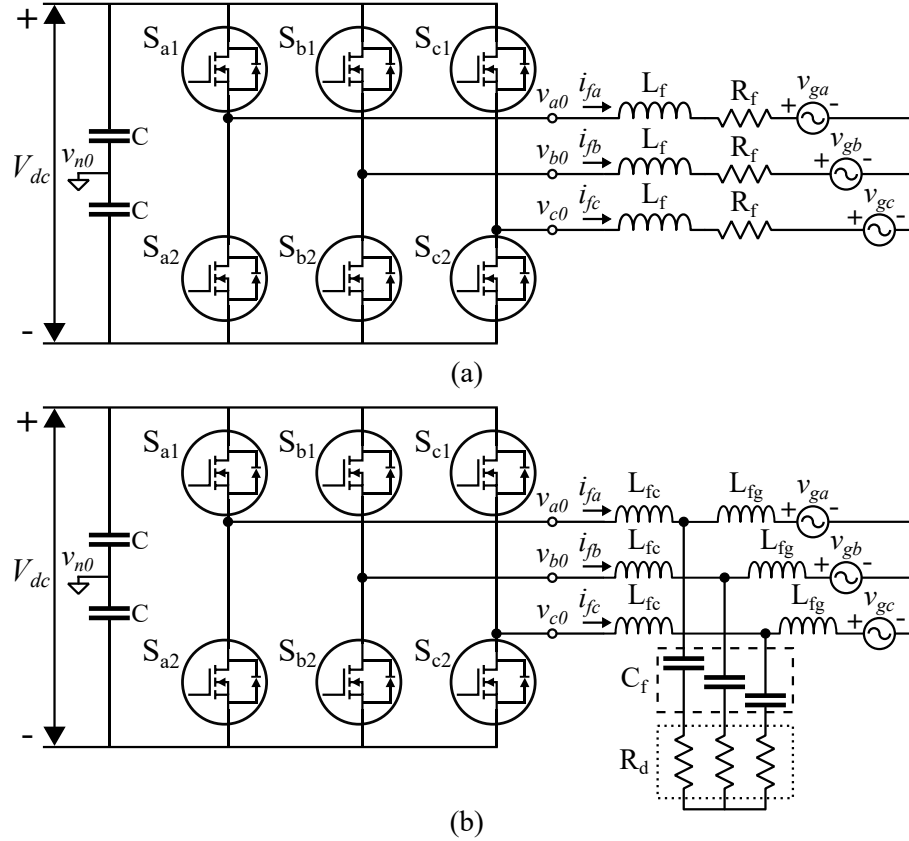 +
S_a1 S_b1 S_c1
v_a0 i_fa L_f R_f + v_ga -
C
V_dc v_n0
v_b0 i_fb L_f R_f + v_gb -
C
v_c0 i_fc L_f R_f + v_gc -
S_a2 S_b2 S_c2
-
(a)
+
S_a1 S_b1 S_c1
v_a0 i_fa L_fc L_fg + v_ga -
C
V_dc v_n0
v_b0 i_fb L_fc L_fg + v_gb -
C
v_c0 i_fc L_fc L_fg + v_gc -
S_a2 S_b2 S_c2
C_f
-
R_d
(b)